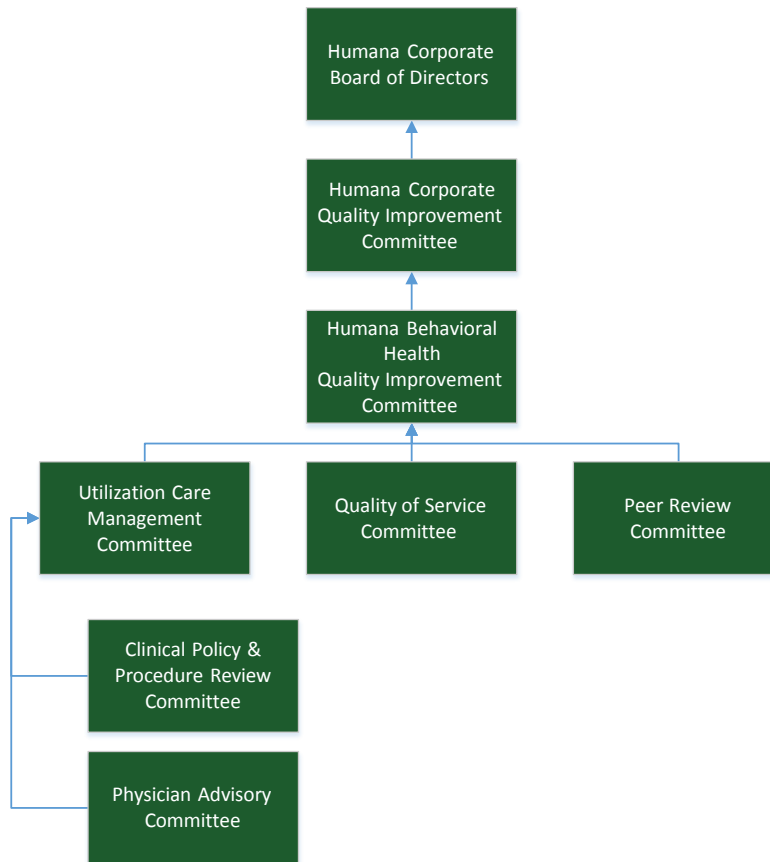 Humana Corporate
Board of Directors
Humana Corporate
Quality Improvement
Committee
Humana Behavioral
Health
Quality Improvement
Committee
Utilization Care
Management
Committee
Quality of Service
Committee
Peer Review
Committee
Clinical Policy &
Procedure Review
Committee
Physician Advisory
Committee